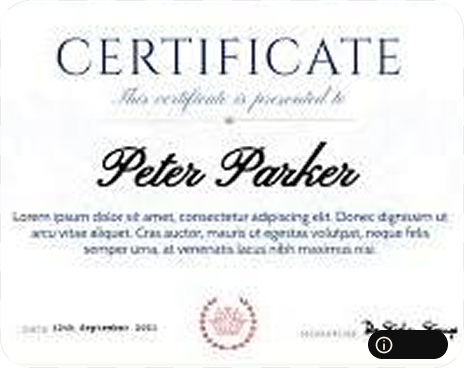 CERTIFICATE
This certificate is presented to
Peter Parker
Lorem ipsum dolor sit amet, consectetur adipiscing elit. Donec dignissim ut
arcu vitae aliquet. Cras auctor, mauris ut egestas volutpat, neque felis
semper urna, at venenatis lacus nibh maximus nisi.
DATE 12th September
SIGNATURE